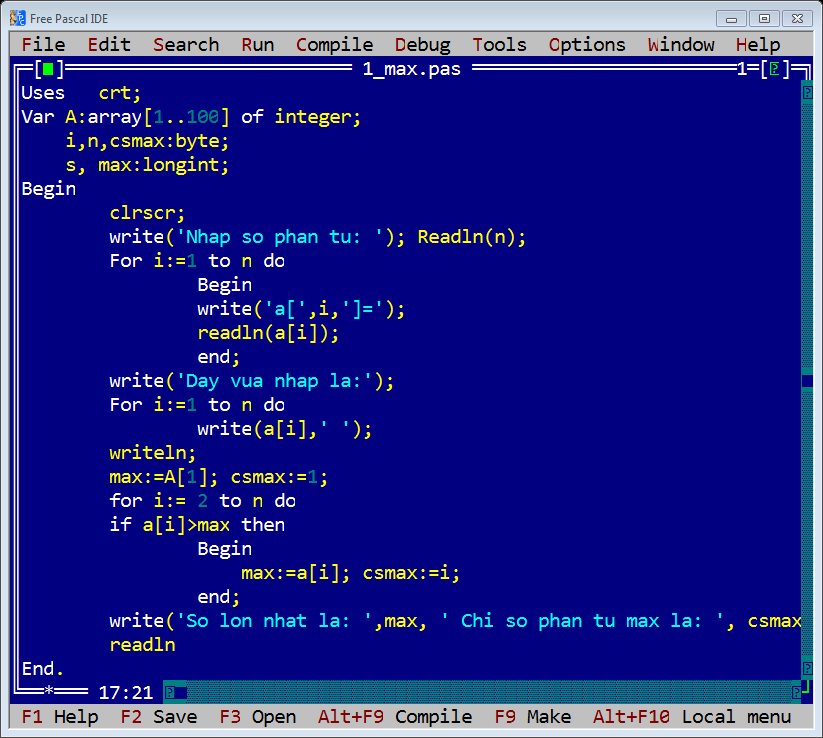 Free Pascal IDE
File Edit Search Run Compile Debug Tools Options Window Help
1_max.pas 1
Uses crt;
Var A:array[1..100] of integer;
i,n,csmax:byte;
s, max:longint;
Begin
clrscr;
write('Nhap so phan tu: '); Readln(n);
For i:=1 to n do
Begin
write('a[',i,']=');
readln(a[i]);
end;
write('Day vua nhap la:');
For i:=1 to n do
write(a[i],' ');
writeln;
max:=A[1]; csmax:=1;
for i:= 2 to n do
if a[i]>max then
Begin
max:=a[i]; csmax:=i;
end;
write('So lon nhat la: ',max, ' Chi so phan tu max la: ', csmax
readln
End.
* 17:21
F1 Help F2 Save F3 Open Alt+F9 Compile F9 Make Alt+F10 Local menu